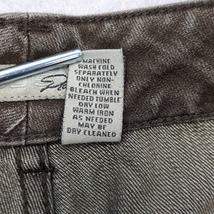 MACHINE
WASH COLD
SEPARATELY
ONLY NON-
CHLORINE
BLEACH WHEN
NEEDED TUMBLE
DRY LOW
WARM IRON
AS NEEDED
MAY BE
DRY CLEANED